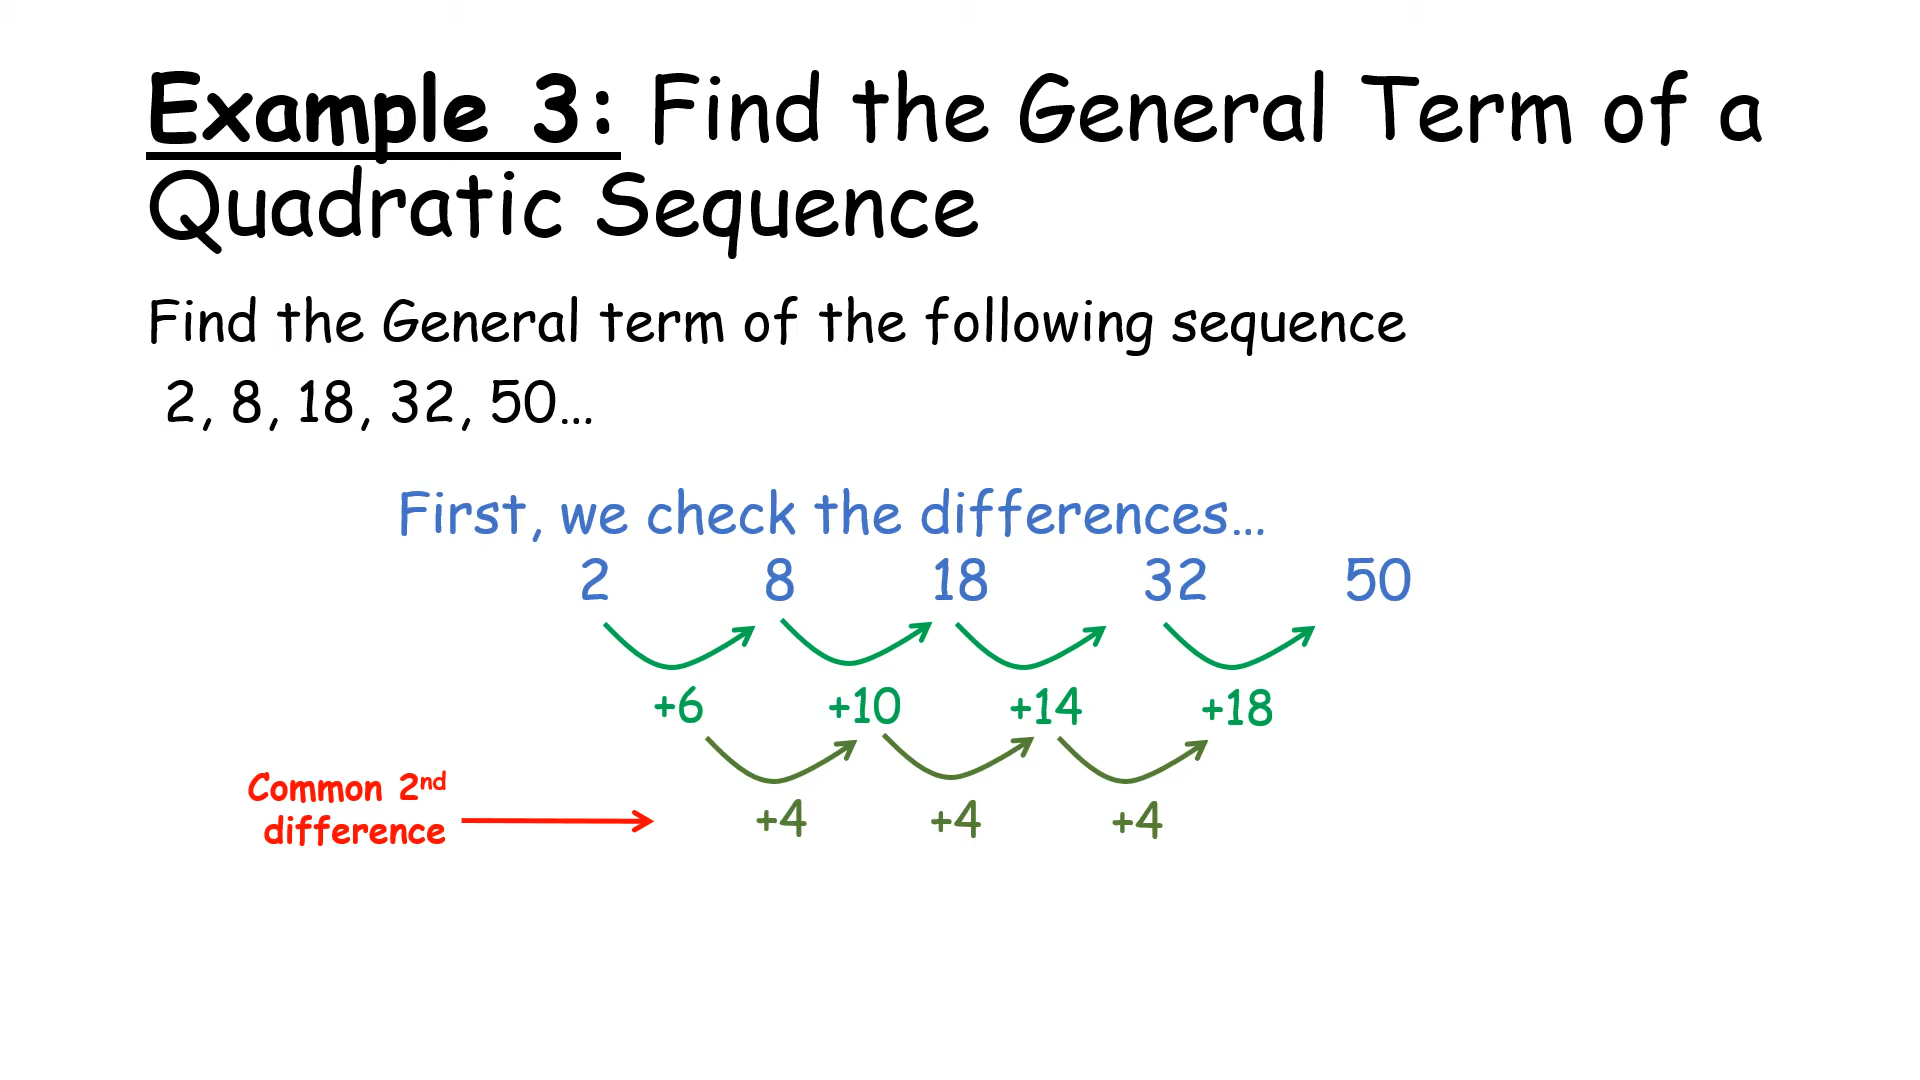 Example 3: Find the General Term of a
Quadratic Sequence
Find the General term of the following sequence
2, 8, 18, 32, 50…
First, we check the differences…
2 8 18 32 50
+6 +10 +14 +18
Common 2nd
difference
+4 +4 +4